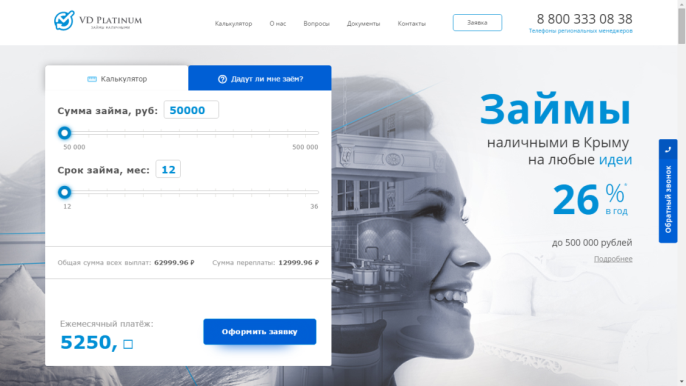 VD PLATINUM
займы населению
Калькулятор
О нас
Вопросы
Документы
Контакты
Заявка
8 800 333 08 38
Телефоны региональных менеджеров
Калькулятор
Дадут ли мне заём?
Сумма займа, руб: 50000
50 000
500 000
Срок займа, мес: 12
12
36
Общая сумма всех выплат: 62999.96 ₽
Сумма переплаты: 12999.96 ₽
Ежемесячный платёж:
5250,
Оформить заявку
Займы
наличными в Крыму
на любые идеи
26 %*
в год
до 500 000 рублей
Подробнее
Обратный звонок